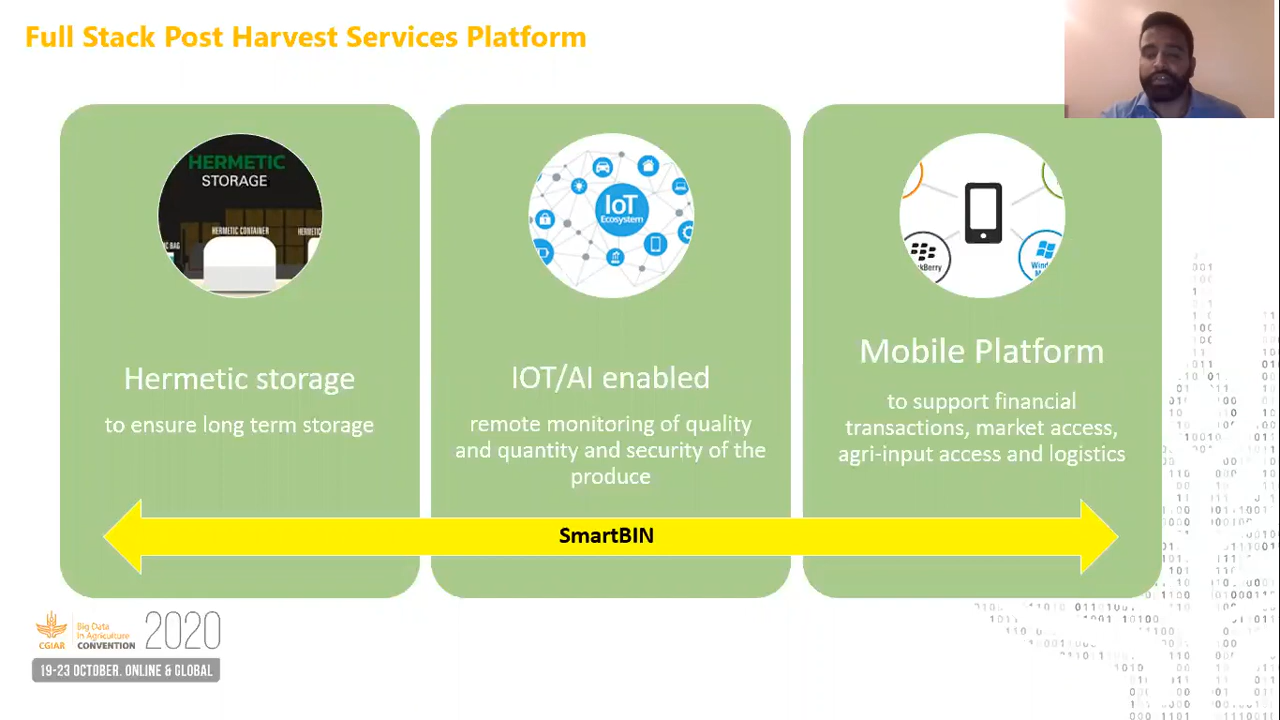 Full Stack Post Harvest Services Platform
HERMETIC
STORAGE
HERMETIC CONTAINER
IoT
Ecosystem
Hermetic storage
to ensure long term storage
IOT/AI enabled
remote monitoring of quality
and quantity and security of the
produce
Mobile Platform
to support financial
transactions, market access,
agri-input access and logistics
SmartBIN
CGIAR
Big Data
In Agriculture
CONVENTION
2020
19-23 OCTOBER. ONLINE & GLOBAL